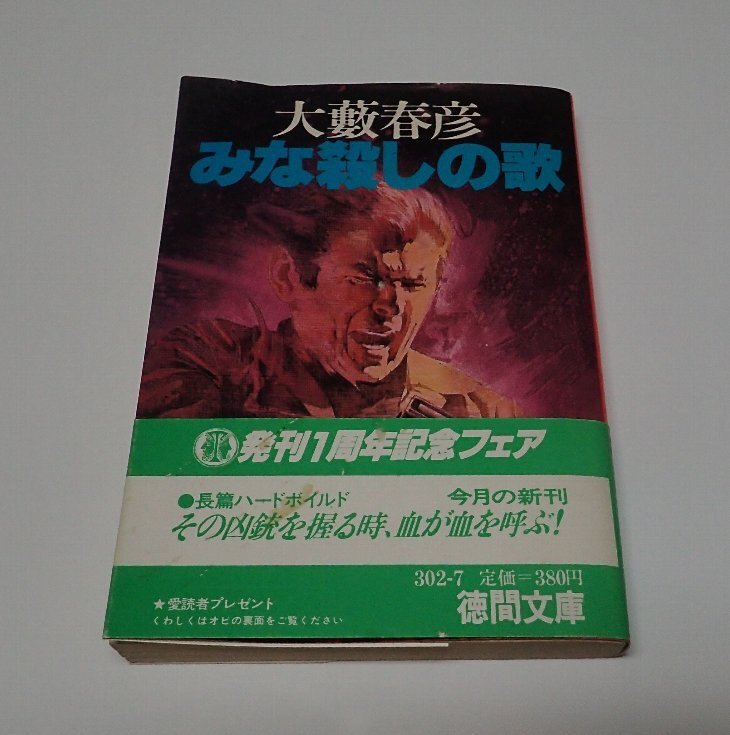 大藪春彦
みな殺しの歌
発刊1周年記念フェア
●長篇ハードボイルド 今月の新刊
その凶銃を握る時、血が血を呼ぶ!
302-7 定価=380円
★愛読者プレゼント 徳間文庫
くわしくはオビの裏面をご覧ください